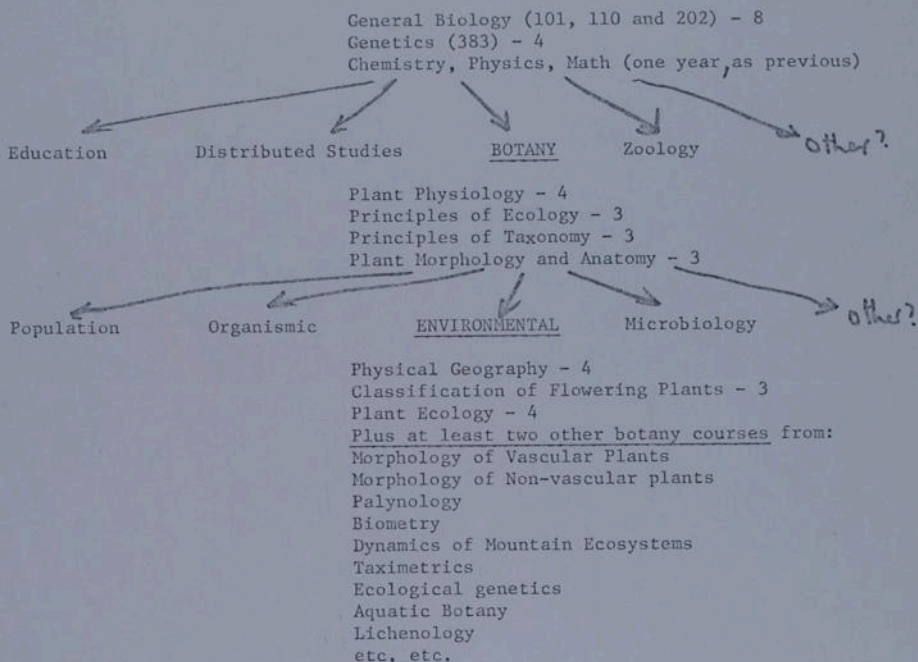 General Biology (101, 110 and 202) - 8
Genetics (383) - 4
Chemistry, Physics, Math (one year, as previous)
Education Distributed Studies BOTANY Zoology Other?
Plant Physiology - 4
Principles of Ecology - 3
Principles of Taxonomy - 3
Plant Morphology and Anatomy - 3
Population Organismic ENVIRONMENTAL Microbiology Other?
Physical Geography - 4
Classification of Flowering Plants - 3
Plant Ecology - 4
Plus at least two other botany courses from:
Morphology of Vascular Plants
Morphology of Non-vascular plants
Palynology
Biometry
Dynamics of Mountain Ecosystems
Taximetrics
Ecological genetics
Aquatic Botany
Lichenology
etc. etc.